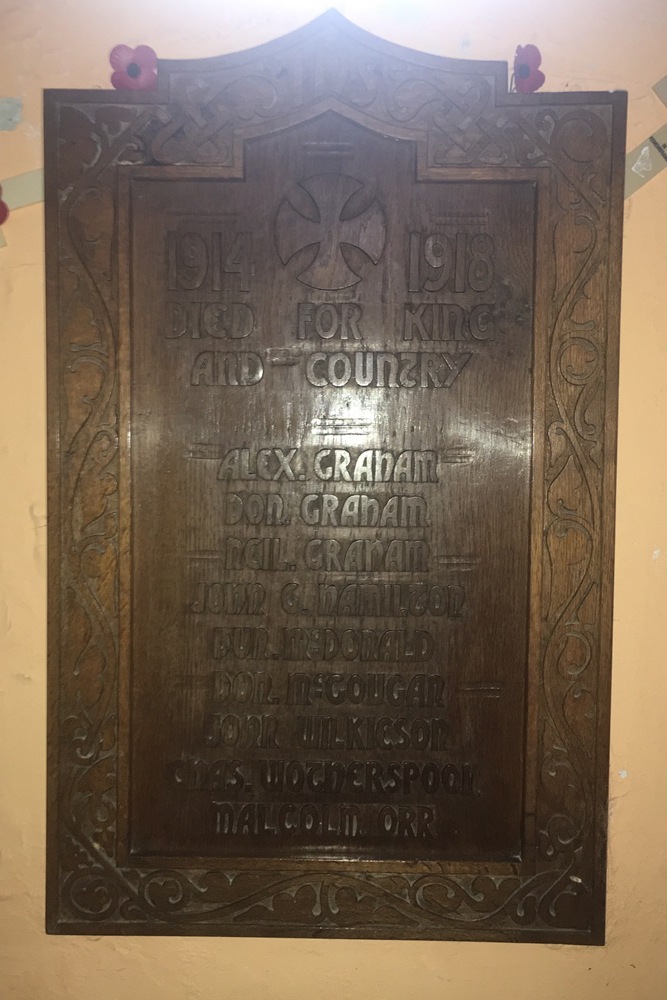 1914 1918
DIED FOR KING
AND COUNTRY
ALEX. GRAHAM
DON. GRAHAM
NEIL. GRAHAM
JOHN G. HAMILTON
DUN. McDONALD
DON. McGOUGAN
JOHN WILKIESON
CHAS. WOTHERSPOON
MALCOLM. ORR